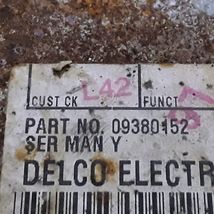 L42
CUST CK FUNCT
PART NO. 09380152
SER MAN Y
DELCO ELECTR